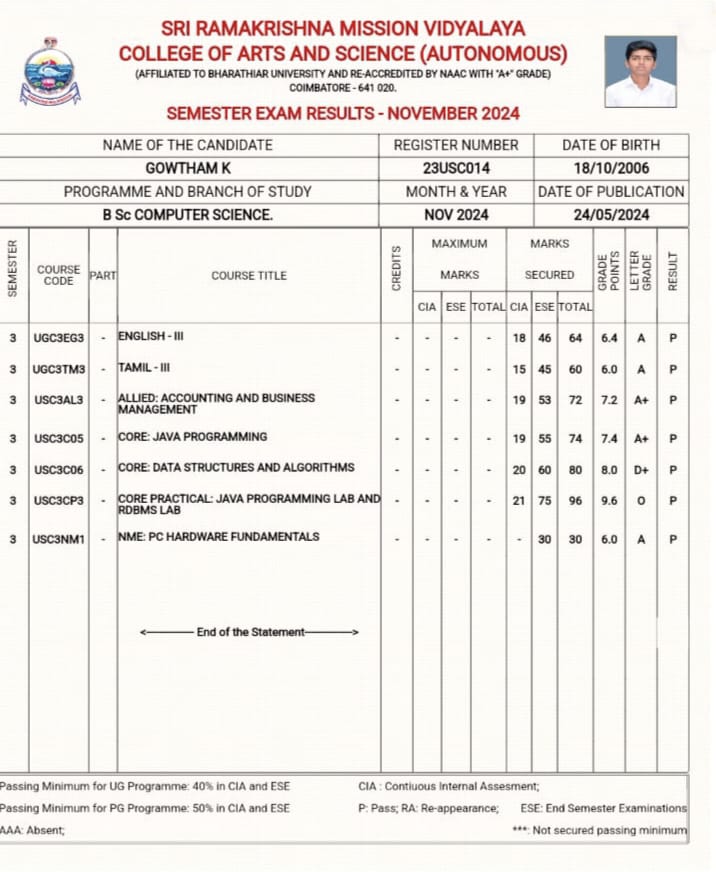 SRI RAMAKRISHNA MISSION VIDYALAYA
COLLEGE OF ARTS AND SCIENCE (AUTONOMOUS)
(AFFILIATED TO BHARATHIAR UNIVERSITY AND RE-ACCREDITED BY NAAC WITH "A+" GRADE)
COIMBATORE - 641 020.
SEMESTER EXAM RESULTS - NOVEMBER 2024
NAME OF THE CANDIDATE REGISTER NUMBER DATE OF BIRTH
GOWTHAM K 23USC014 18/10/2006
PROGRAMME AND BRANCH OF STUDY MONTH & YEAR DATE OF PUBLICATION
B Sc COMPUTER SCIENCE. NOV 2024 24/05/2024
SEMESTER COURSE CODE PART COURSE TITLE CREDITS MAXIMUM MARKS MARKS SECURED GRADE POINTS LETTER GRADE RESULT
CIA ESE TOTAL CIA ESE TOTAL
3 UGC3EG3 - ENGLISH - III - - - - 18 46 64 6.4 A P
3 UGC3TM3 - TAMIL - III - - - - 15 45 60 6.0 A P
3 USC3AL3 - ALLIED: ACCOUNTING AND BUSINESS - - - - 19 53 72 7.2 A+ P
MANAGEMENT
3 USC3C05 - CORE: JAVA PROGRAMMING - - - - 19 55 74 7.4 A+ P
3 USC3C06 - CORE: DATA STRUCTURES AND ALGORITHMS - - - - 20 60 80 8.0 D+ P
3 USC3CP3 - CORE PRACTICAL: JAVA PROGRAMMING LAB AND - - - - 21 75 96 9.6 O P
RDBMS LAB
3 USC3NM1 - NME: PC HARDWARE FUNDAMENTALS - - - - - 30 30 6.0 A P
<———— End of the Statement————>
Passing Minimum for UG Programme: 40% in CIA and ESE CIA : Contiuous Internal Assesment;
Passing Minimum for PG Programme: 50% in CIA and ESE P: Pass; RA: Re-appearance; ESE: End Semester Examinations
AAA: Absent; ***: Not secured passing minimum